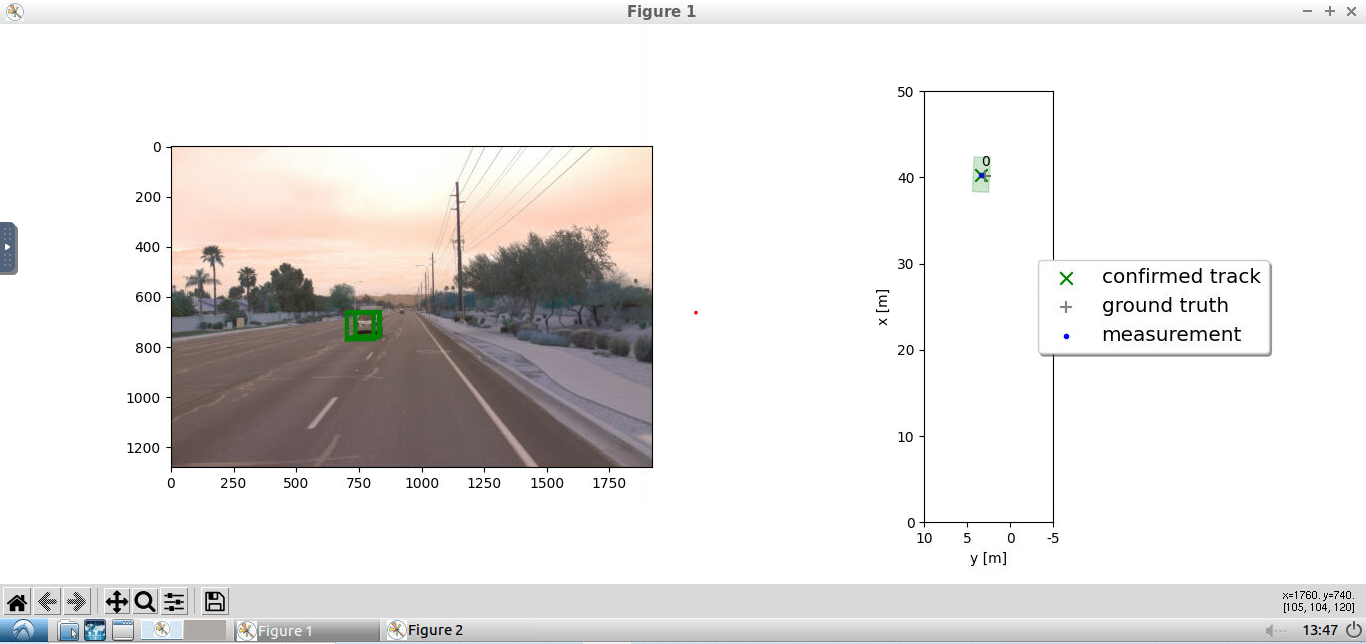 Figure 1
0
200
400
600
800
1000
1200
0 250 500 750 1000 1250 1500 1750
50
40
30
20
10
0
10 5 0 -5
x [m]
y [m]
0
confirmed track
ground truth
measurement
x=1760. y=740.
[105, 104, 120]
Figure 1
Figure 2
13:47